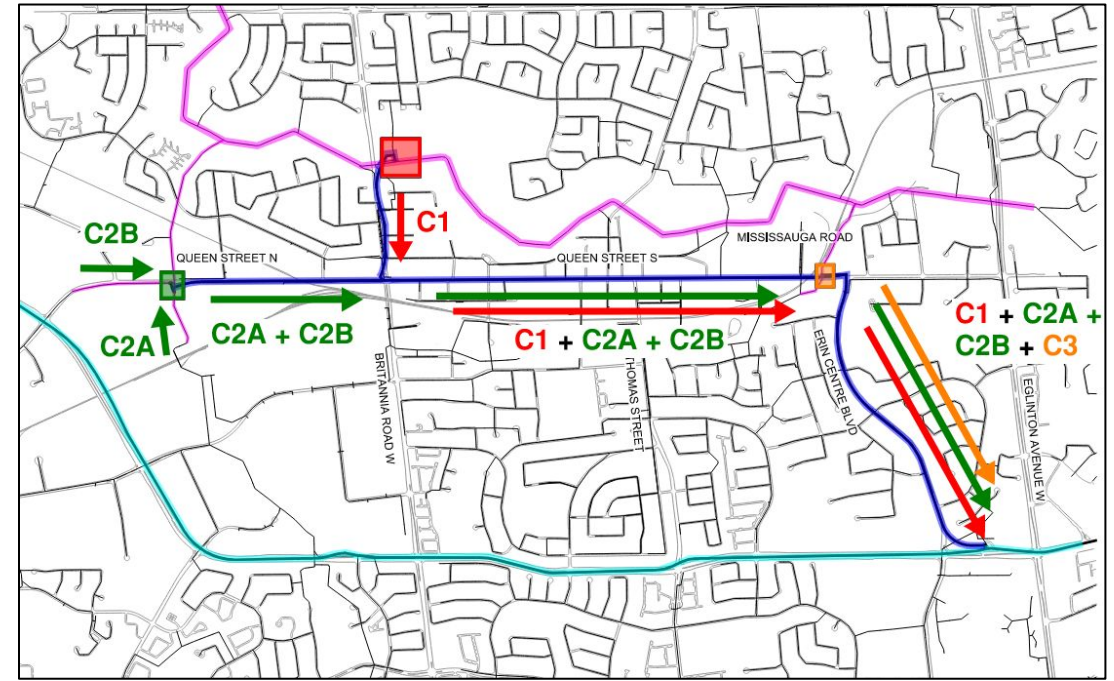 C1
C2B
QUEEN STREET N
QUEEN STREET S
MISSISSAUGA ROAD
C2A
C2A + C2B
C1 + C2A + C2B
C1 + C2A +
C2B + C3
BRITANNIA ROAD W
THOMAS STREET
ERIN CENTRE BLVD
EGLINTON AVENUE W